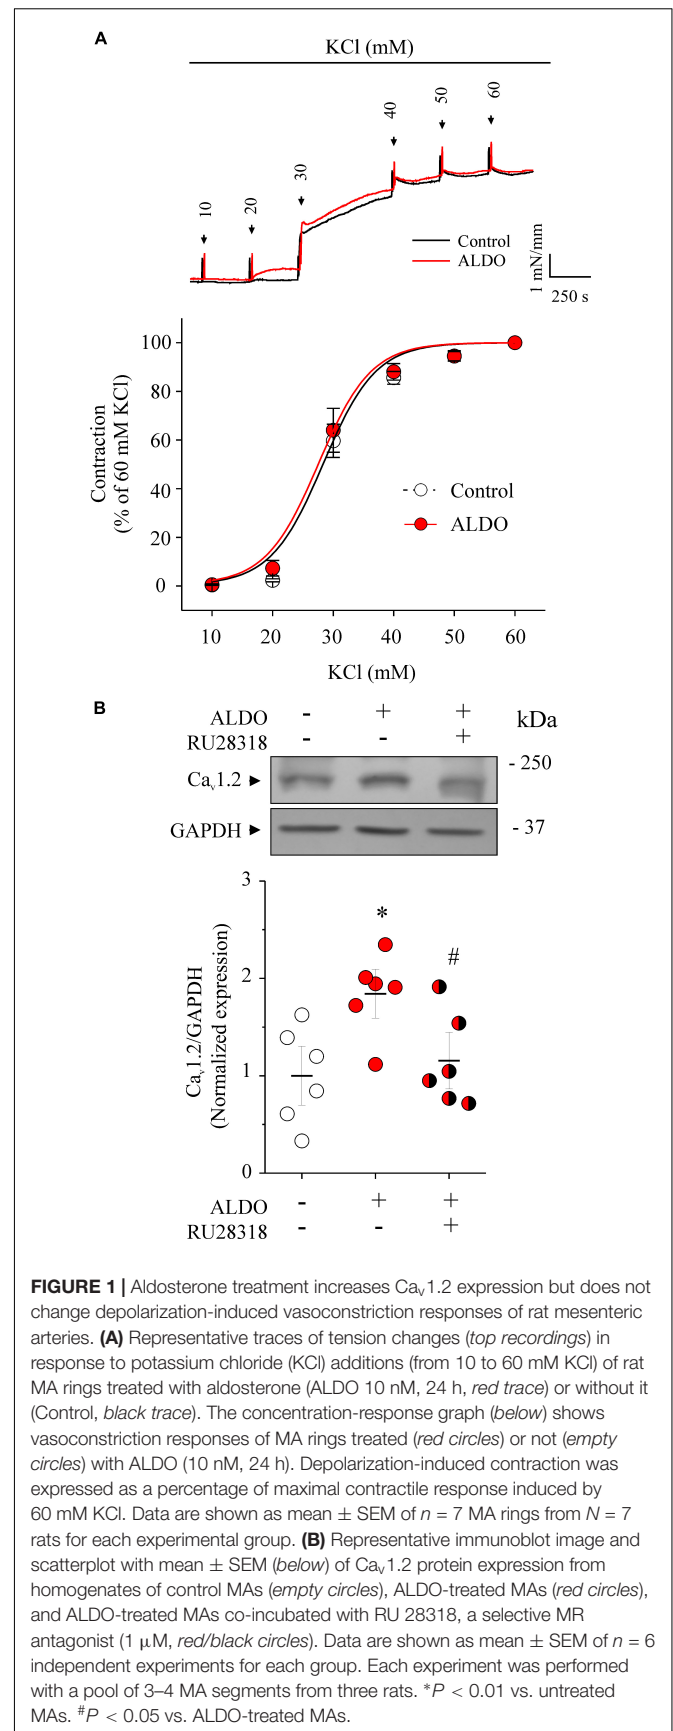 A
KCl (mM)
10
20
30
40
50
60
Control
ALDO
1 mN/mm
250 s
Contraction
(% of 60 mM KCl)
100
80
60
40
20
0
Control
ALDO
10 20 30 40 50 60
KCl (mM)
B
ALDO - + +
RU28318 - - +
kDa
Cav1.2
- 250
GAPDH
- 37
Cav1.2/GAPDH
(Normalized expression)
3
2
1
0
*
#
ALDO - + +
RU28318 - - +
FIGURE 1 | Aldosterone treatment increases CaV1.2 expression but does not
change depolarization-induced vasoconstriction responses of rat mesenteric
arteries. (A) Representative traces of tension changes (top recordings) in
response to potassium chloride (KCl) additions (from 10 to 60 mM KCl) of rat
MA rings treated with aldosterone (ALDO 10 nM, 24 h, red trace) or without it
(Control, black trace). The concentration-response graph (below) shows
vasoconstriction responses of MA rings treated (red circles) or not (empty
circles) with ALDO (10 nM, 24 h). Depolarization-induced contraction was
expressed as a percentage of maximal contractile response induced by
60 mM KCl. Data are shown as mean ± SEM of n = 7 MA rings from N = 7
rats for each experimental group. (B) Representative immunoblot image and
scatterplot with mean ± SEM (below) of CaV1.2 protein expression from
homogenates of control MAs (empty circles), ALDO-treated MAs (red circles),
and ALDO-treated MAs co-incubated with RU 28318, a selective MR
antagonist (1 μM, red/black circles). Data are shown as mean ± SEM of n = 6
independent experiments for each group. Each experiment was performed
with a pool of 3–4 MA segments from three rats. *P < 0.01 vs. untreated
MAs. #P < 0.05 vs. ALDO-treated MAs.